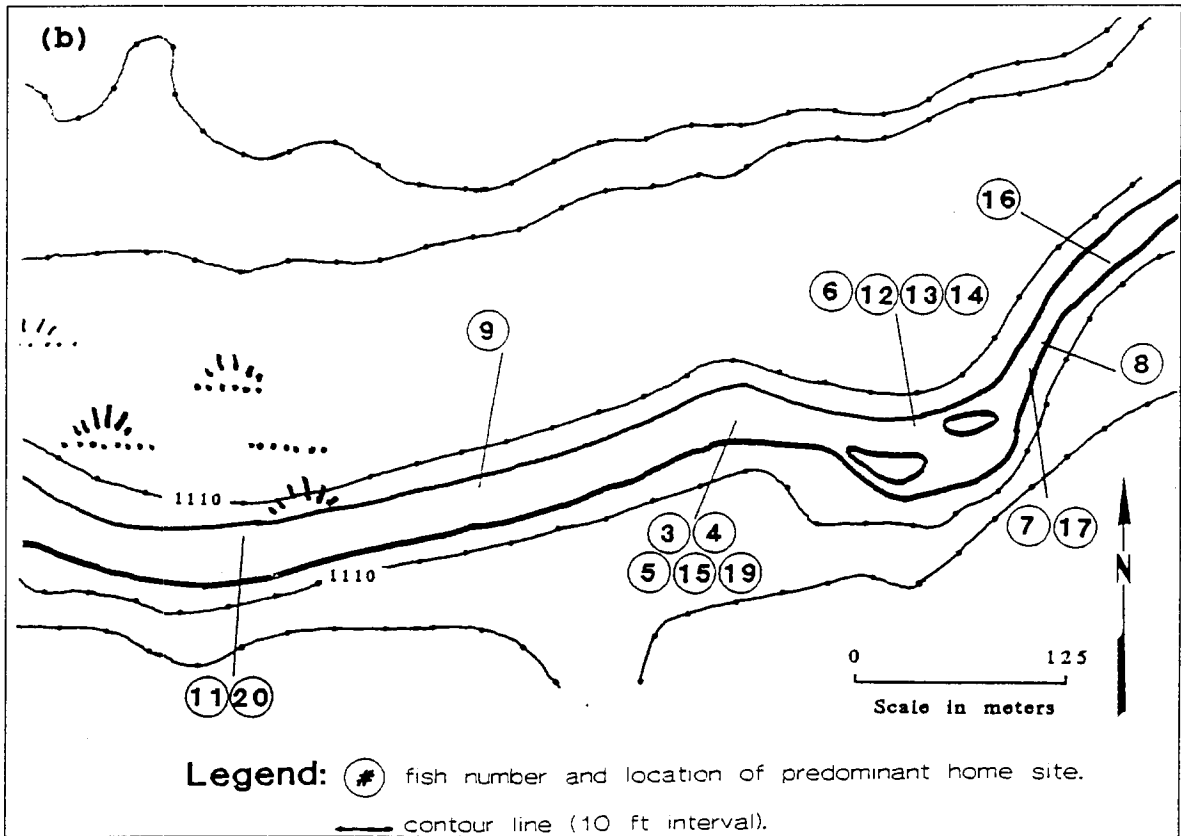 (b)
16
6 12 13 14
9
8
1110
3 4
7 17
5 15 19
N
1110
0 125
11 20
Scale in meters
Legend: # fish number and location of predominant home site.
contour line (10 ft interval).